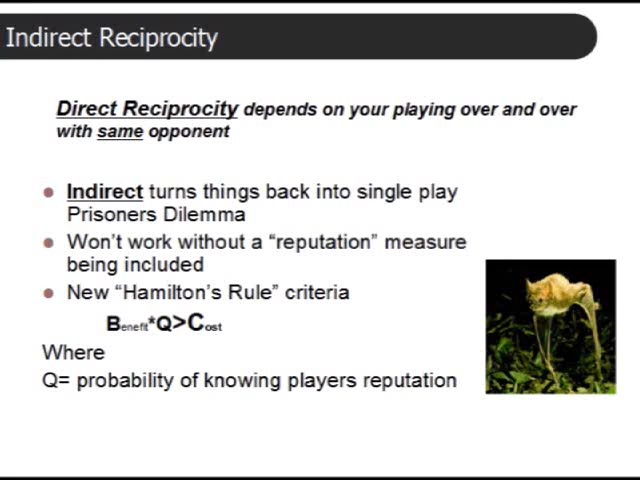 Indirect Reciprocity
Direct Reciprocity depends on your playing over and over
with same opponent
Indirect turns things back into single play
Prisoners Dilemma
Won't work without a "reputation" measure
being included
New "Hamilton's Rule" criteria
Benefit*Q>Cost
Where
Q= probability of knowing players reputation